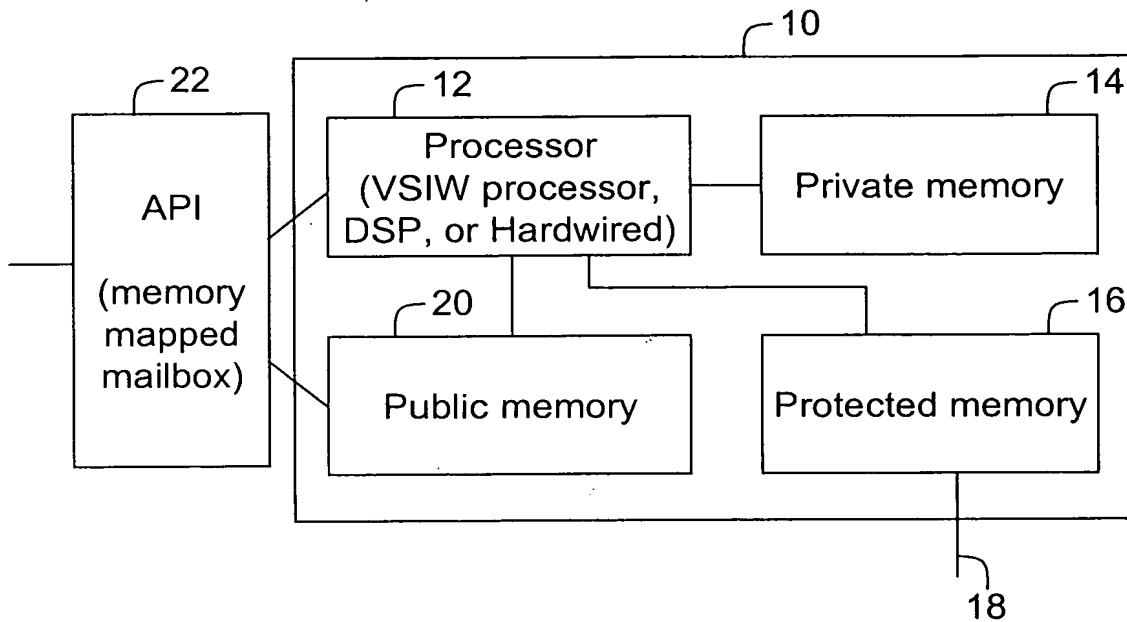 10
22
12
14
Processor
(VSIW processor,
DSP, or Hardwired)
Private memory
API
(memory
mapped
mailbox)
20
16
Public memory
Protected memory
18